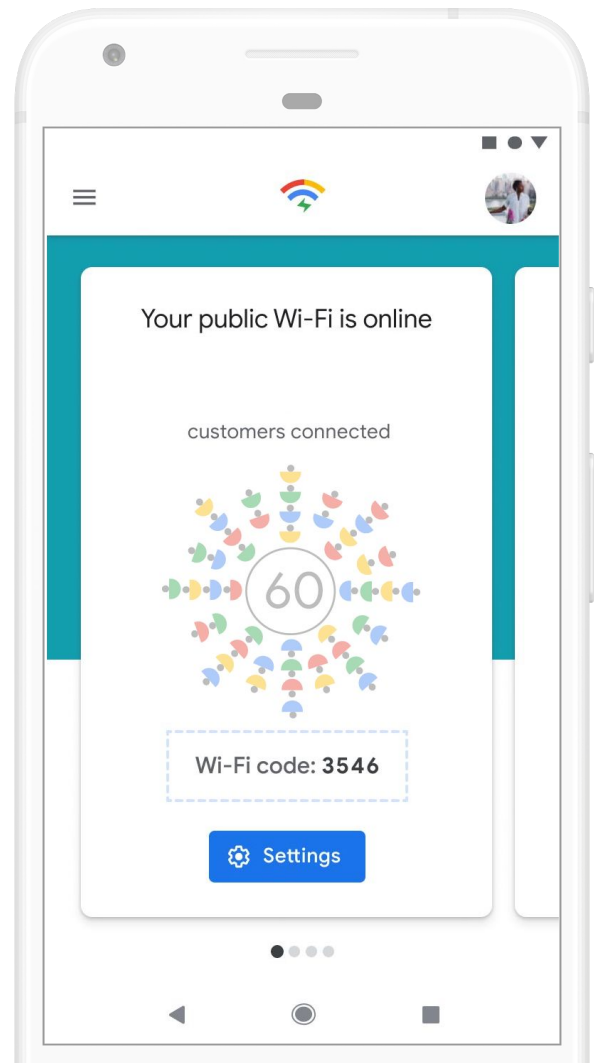 Your public Wi-Fi is online
customers connected
60
Wi-Fi code: 3546
Settings